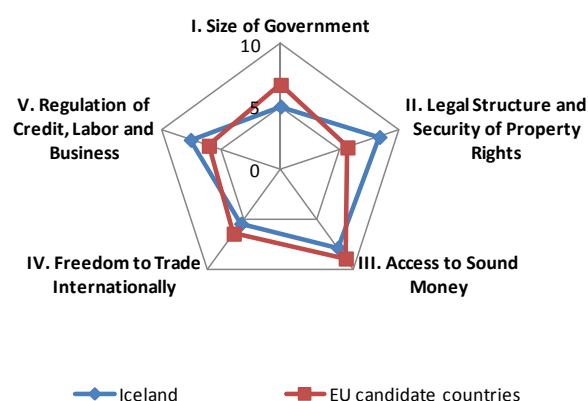 I. Size of Government
10
V. Regulation of
Credit, Labor and
Business
II. Legal Structure and
Security of Property
Rights
5
0
IV. Freedom to Trade
Internationally
III. Access to Sound
Money
Iceland
EU candidate countries